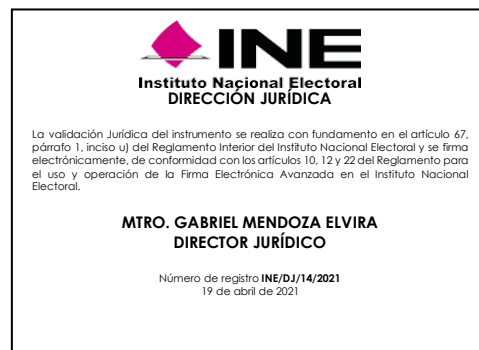 INE
Instituto Nacional Electoral
DIRECCIÓN JURÍDICA
La validación Jurídica del instrumento se realiza con fundamento en el artículo 67,
párrafo 1, inciso u) del Reglamento Interior del Instituto Nacional Electoral y se firma
electrónicamente, de conformidad con los artículos 10, 12 y 22 del Reglamento para
el uso y operación de la Firma Electrónica Avanzada en el Instituto Nacional
Electoral.
MTRO. GABRIEL MENDOZA ELVIRA
DIRECTOR JURÍDICO
Número de registro INE/DJ/14/2021
19 de abril de 2021